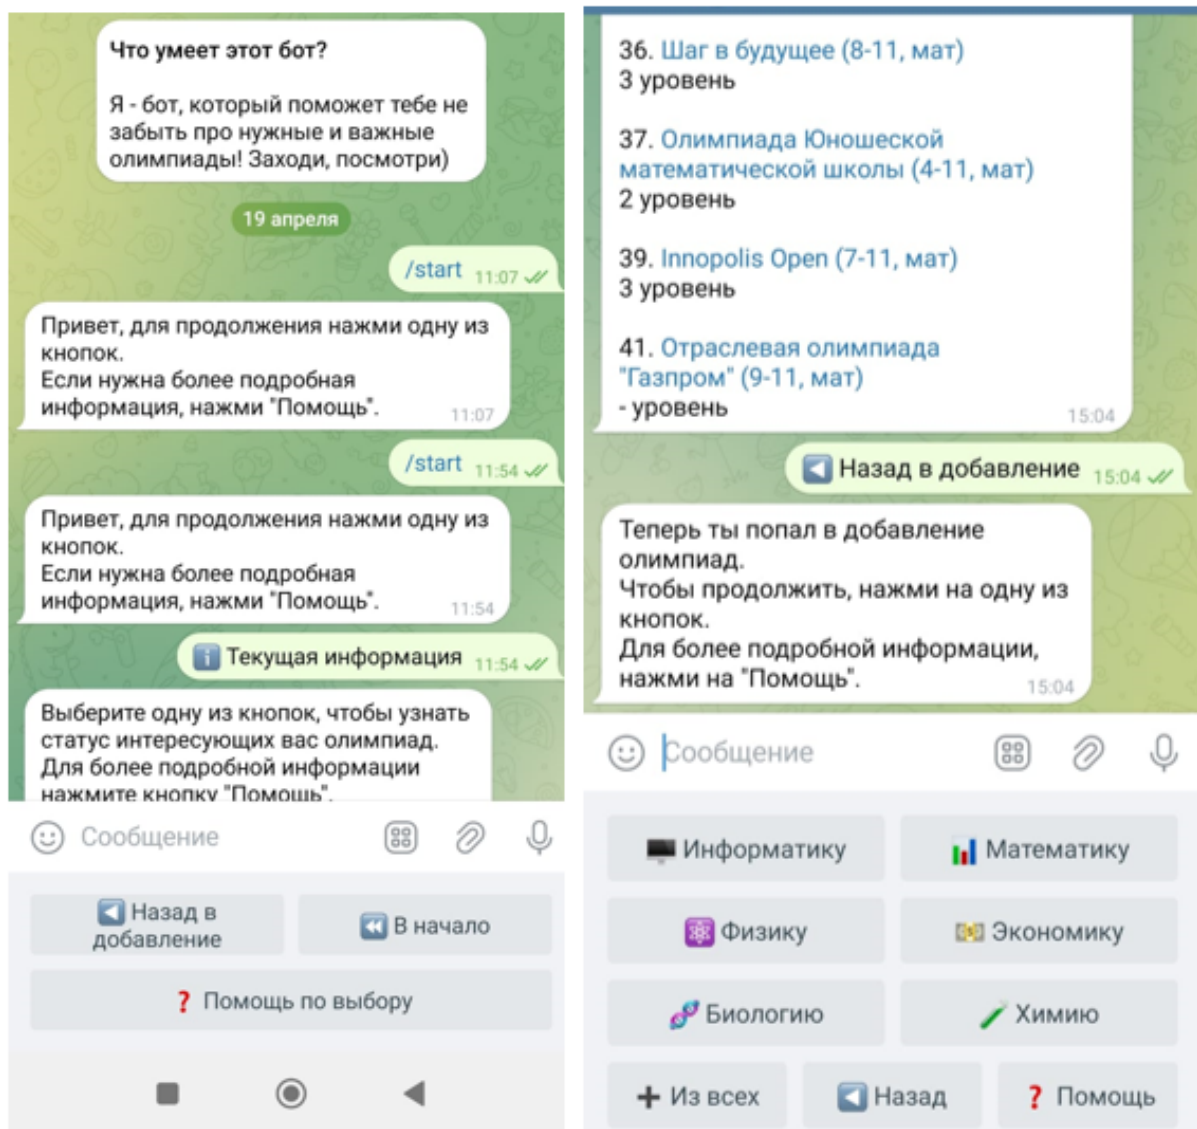 Что умеет этот бот?
Я - бот, который поможет тебе не
забыть про нужные и важные
олимпиады! Заходи, посмотри)
19 апреля
/start 11:07
Привет, для продолжения нажми одну из
кнопок.
Если нужна более подробная
информация, нажми "Помощь".
11:07
/start 11:54
Привет, для продолжения нажми одну из
кнопок.
Если нужна более подробная
информация, нажми "Помощь".
11:54
Текущая информация 11:54
Выберите одну из кнопок, чтобы узнать
статус интересующих вас олимпиад.
Для более подробной информации
нажмите кнопку "Помощь".
Сообщение
Назад в
добавление
В начало
? Помощь по выбору
36. Шаг в будущее (8-11, мат)
3 уровень
37. Олимпиада Юношеской
математической школы (4-11, мат)
2 уровень
39. Innopolis Open (7-11, мат)
3 уровень
41. Отраслевая олимпиада
"Газпром" (9-11, мат)
- уровень
15:04
Назад в добавление 15:04
Теперь ты попал в добавление
олимпиад.
Чтобы продолжить, нажми на одну из
кнопок.
Для более подробной информации,
нажми на "Помощь".
15:04
Сообщение
Информатику
Математику
Физику
Экономику
Биологию
Химию
+ Из всех
Назад
? Помощь